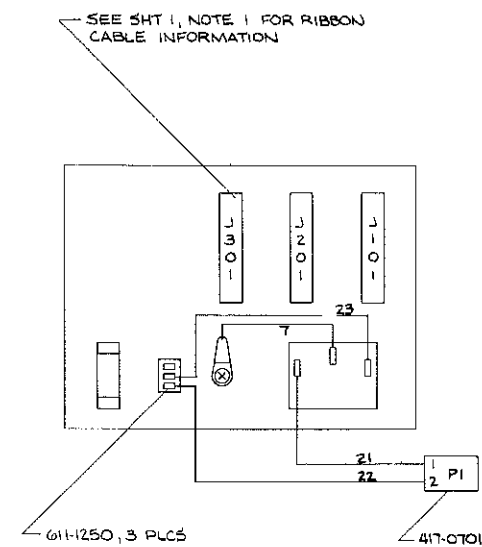 SEE SHT 1, NOTE 1 FOR RIBBON
CABLE INFORMATION
J301
J201
J101
23
7
21
22
1
2
P1
611-1250, 3 PLCS
417-0701